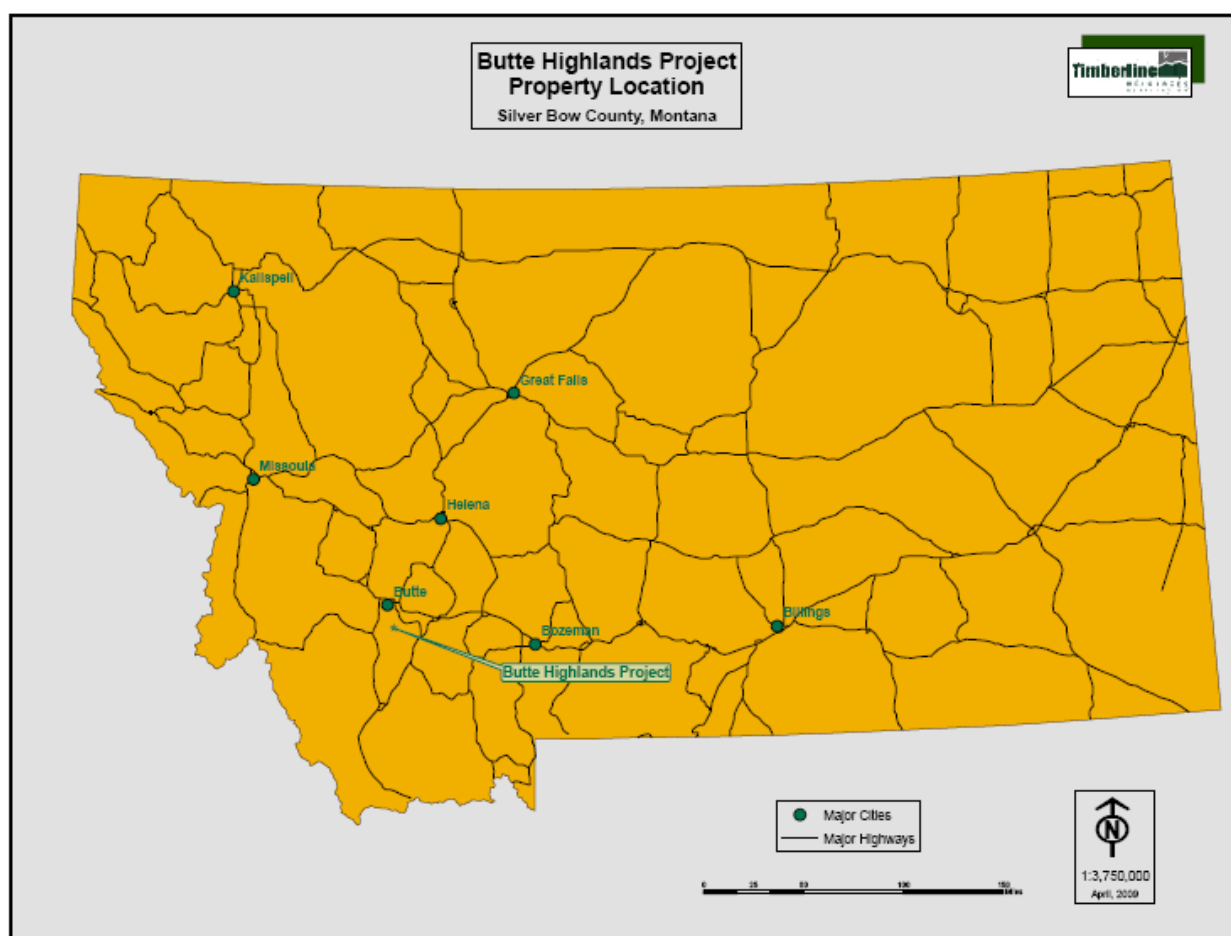 Butte Highlands Project
Property Location
Silver Bow County, Montana
Timberline
Kalispell
Great Falls
Missoula
Helena
Butte
Billings
Bozeman
Butte Highlands Project
Major Cities
Major Highways
N
1:3,750,000
April, 2009
0 25 50 100 150
Miles